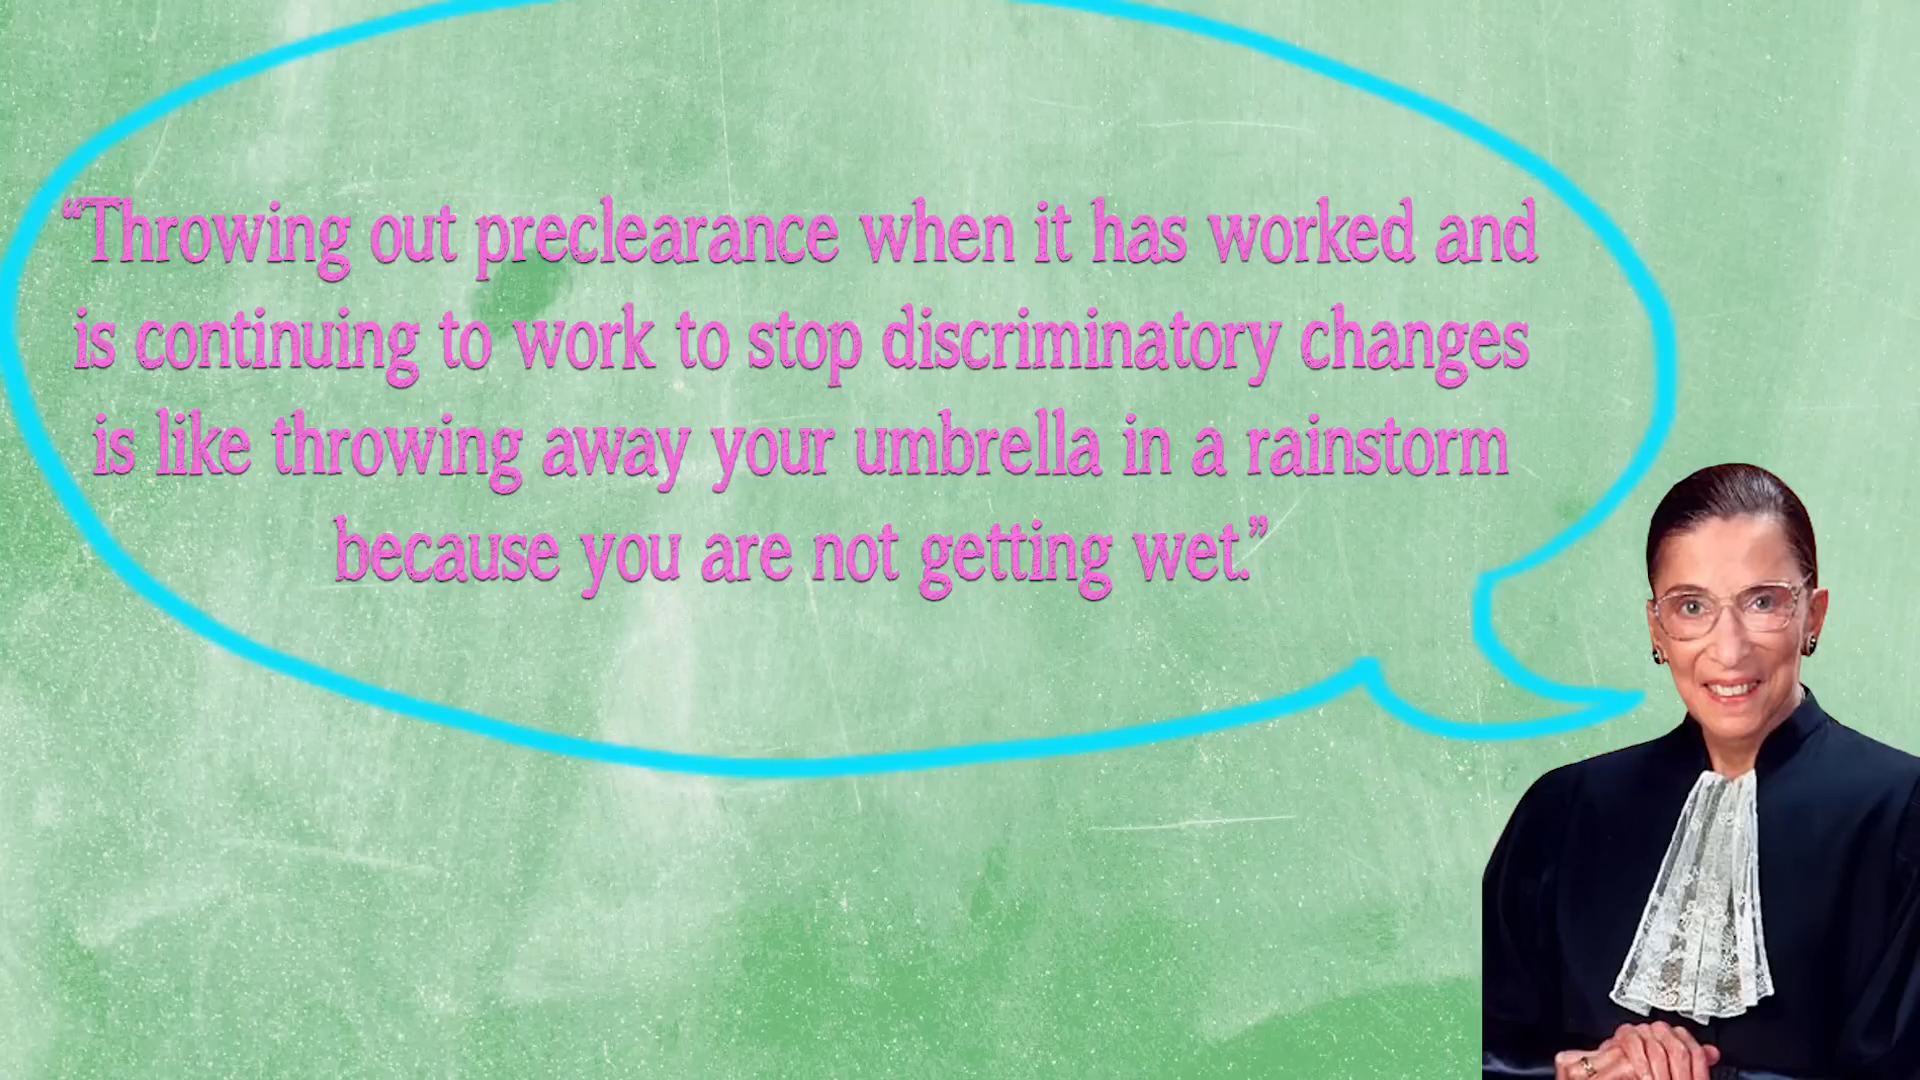 “Throwing out preclearance when it has worked and
is continuing to work to stop discriminatory changes
is like throwing away your umbrella in a rainstorm
because you are not getting wet.”